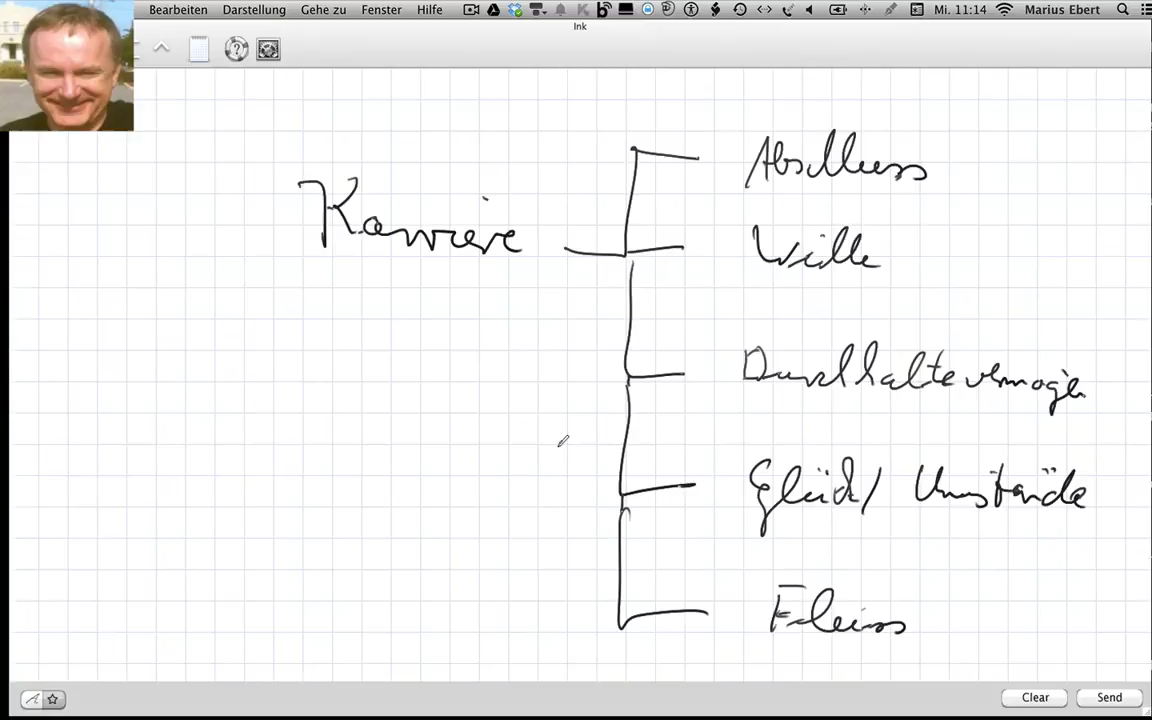 Bearbeiten Darstellung Gehe zu Fenster Hilfe Mi. 11:14 Marius Ebert
Ink
Abschluss
Karriere
Wille
Durchhaltevermögen
Glück/ Umstände
Fleiss
Clear Send